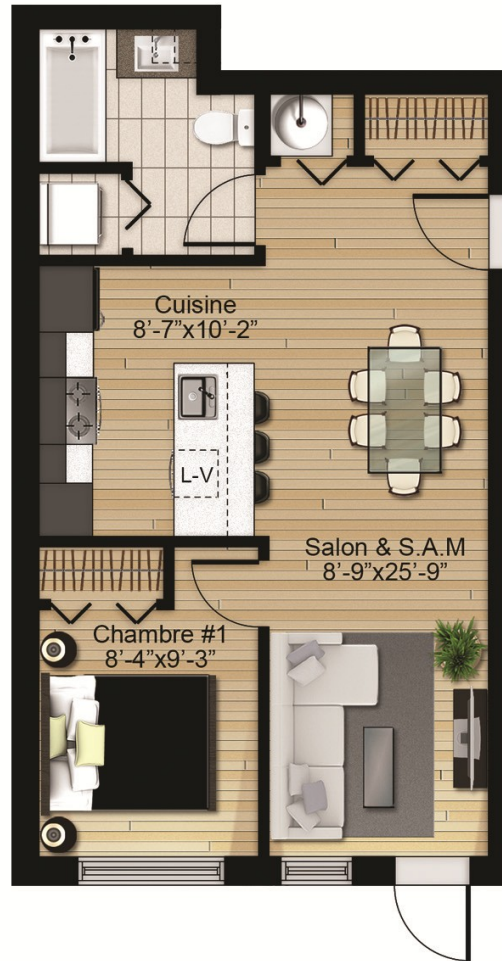 Cuisine
8'-7"x10'-2"
L-V
Salon & S.A.M
8'-9"x25'-9"
Chambre #1
8'-4"x9'-3"